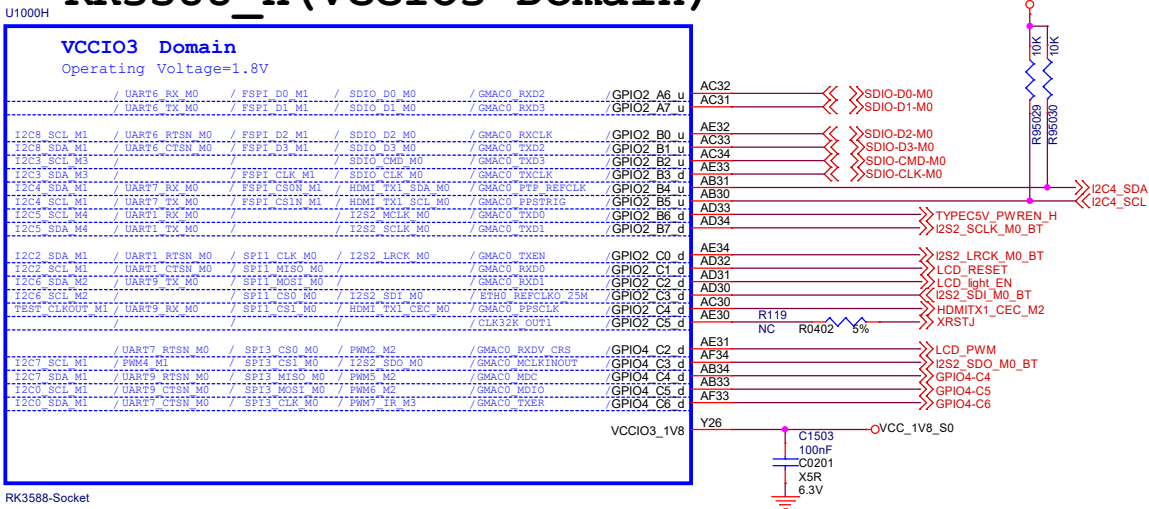 U1000H
VCCIO3 Domain
Operating Voltage=1.8V
/ UART6_RX_M0 / FSPI_D0_M1 / SDIO_D0_M0 / GMAC0_RXD2 /GPIO2_A6_u AC32 SDIO-D0-M0
/ UART6_TX_M0 / FSPI_D1_M1 / SDIO_D1_M0 / GMAC0_RXD3 /GPIO2_A7_u AC31 SDIO-D1-M0
I2C8_SCL_M1 / UART6_RTSN_M0 / FSPI_D2_M1 / SDIO_D2_M0 / GMAC0_RXCLK /GPIO2_B0_u AE32 SDIO-D2-M0
I2C8_SDA_M1 / UART6_CTSN_M0 / FSPI_D3_M1 / SDIO_D3_M0 / GMAC0_TXD2 /GPIO2_B1_u AC33 SDIO-D3-M0
I2C3_SCL_M3 / / SDIO_CMD_M0 / GMAC0_TXD3 /GPIO2_B2_u AC34 SDIO-CMD-M0
I2C3_SDA_M3 / / FSPI_CLK_M1 / SDIO_CLK_M0 / GMAC0_TXCLK /GPIO2_B3_d AE33 SDIO-CLK-M0
I2C4_SDA_M1 / UART7_RX_M0 / FSPI_CS0N_M1 / HDMI_TX1_SDA_M0 / GMAC0_PTP_REFCLK /GPIO2_B4_u AB31 I2C4_SDA
I2C4_SCL_M1 / UART7_TX_M0 / FSPI_CS1N_M1 / HDMI_TX1_SCL_M0 / GMAC0_PPSTRIG /GPIO2_B5_u AB30 I2C4_SCL
I2C5_SCL_M4 / UART1_RX_M0 / / I2S2_MCLK_M0 / GMAC0_TXD0 /GPIO2_B6_d AD33 TYPEC5V_PWREN_H
I2C5_SDA_M4 / UART1_TX_M0 / / I2S2_SCLK_M0 / GMAC0_TXD1 /GPIO2_B7_d AD34 I2S2_SCLK_M0_BT
10K 10K
R95029 R95030
I2C2_SDA_M1 / UART1_RTSN_M0 / SPI1_CLK_M0 / I2S2_LRCK_M0 / GMAC0_TXEN /GPIO2_C0_d AE34 I2S2_LRCK_M0_BT
I2C2_SCL_M1 / UART1_CTSN_M0 / SPI1_MISO_M0 / / GMAC0_RXD0 /GPIO2_C1_d AD32 LCD_RESET
I2C6_SDA_M2 / UART9_TX_M0 / SPI1_MOSI_M0 / / GMAC0_RXD1 /GPIO2_C2_d AD31 LCD_light_EN
I2C6_SCL_M2 / / SPI1_CS0_M0 / I2S2_SDI_M0 / ETH0_REFCLKO_25M /GPIO2_C3_d AD30 I2S2_SDI_M0_BT
TEST_CLKOUT_M1 / UART9_RX_M0 / SPI1_CS1_M0 / HDMI_TX1_CEC_M0 / GMAC0_PPSCLK /GPIO2_C4_d AC30 HDMITX1_CEC_M2
/ / / /CLK32K_OUT1 /GPIO2_C5_d AE30 R119 NC R0402 5% XRSTJ
/UART7_RTSN_M0 / SPI3_CS0_M0 / PWM2_M2 /GMAC0_RXDV_CRS /GPIO4_C2_d AE31 LCD_PWM
I2C7_SCL_M1 /PWM4_M1 / SPI3_CS1_M0 / I2S2_SDO_M0 /GMAC0_MCLKINOUT /GPIO4_C3_d AF34 I2S2_SDO_M0_BT
I2C7_SDA_M1 /UART9_RTSN_M0 / SPI3_MISO_M0 / PWM5_M2 /GMAC0_MDC /GPIO4_C4_d AB34 GPIO4-C4
I2C0_SCL_M1 /UART9_CTSN_M0 / SPI3_MOSI_M0 / PWM6_M2 /GMAC0_MDIO /GPIO4_C5_d AB33 GPIO4-C5
I2C0_SDA_M1 /UART7_CTSN_M0 / SPI3_CLK_M0 / PWM7_IR_M3 /GMAC0_TXER /GPIO4_C6_d AF33 GPIO4-C6
VCCIO3_1V8 Y26 VCC_1V8_S0
C1503
100nF
C0201
X5R
6.3V
RK3588-Socket